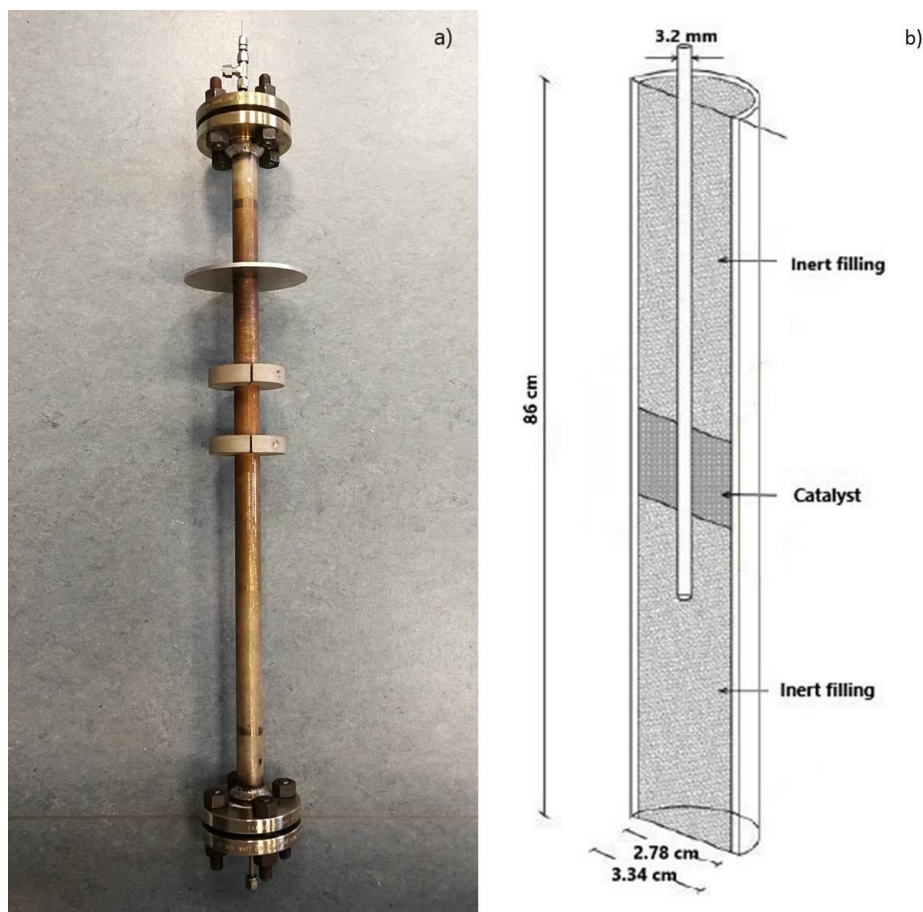 a)
3.2 mm
b)
Inert filling
86 cm
Catalyst
Inert filling
2.78 cm
3.34 cm